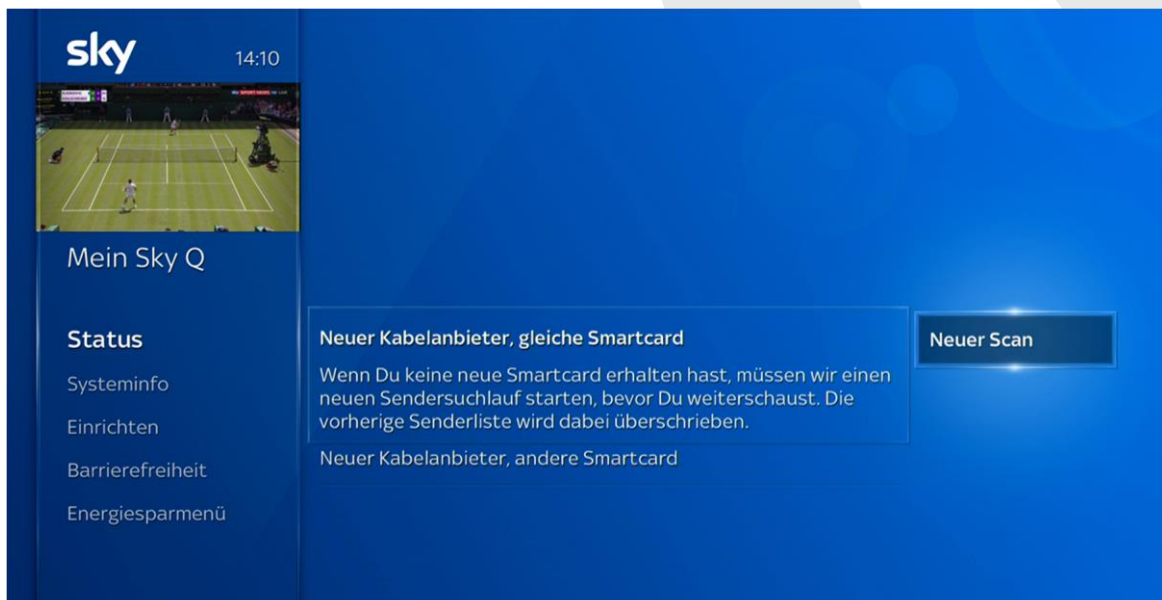 sky
14:10
Mein Sky Q
Status
Systeminfo
Einrichten
Barrierefreiheit
Energiesparmenü
Neuer Kabelanbieter, gleiche Smartcard
Wenn Du keine neue Smartcard erhalten hast, müssen wir einen
neuen Sendersuchlauf starten, bevor Du weiterschaust. Die
vorherige Senderliste wird dabei überschrieben.
Neuer Kabelanbieter, andere Smartcard
Neuer Scan